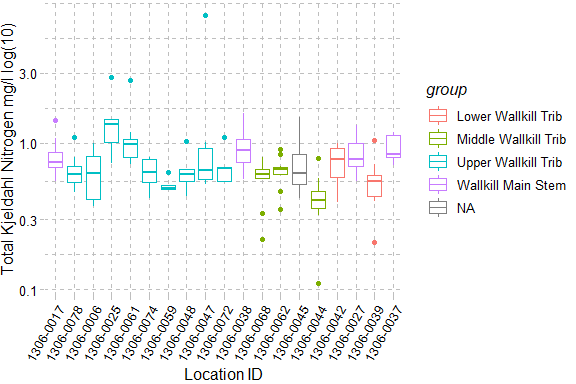 Total Kjeldahl Nitrogen mg/l log(10)
3.0
1.0
0.3
0.1
1306-0017
1306-0078
1306-0006
1306-0025
1306-0061
1306-0074
1306-0059
1306-0048
1306-0047
1306-0072
1306-0038
1306-0068
1306-0062
1306-0045
1306-0044
1306-0042
1306-0027
1306-0039
1306-0037
Location ID
group
Lower Wallkill Trib
Middle Wallkill Trib
Upper Wallkill Trib
Wallkill Main Stem
NA